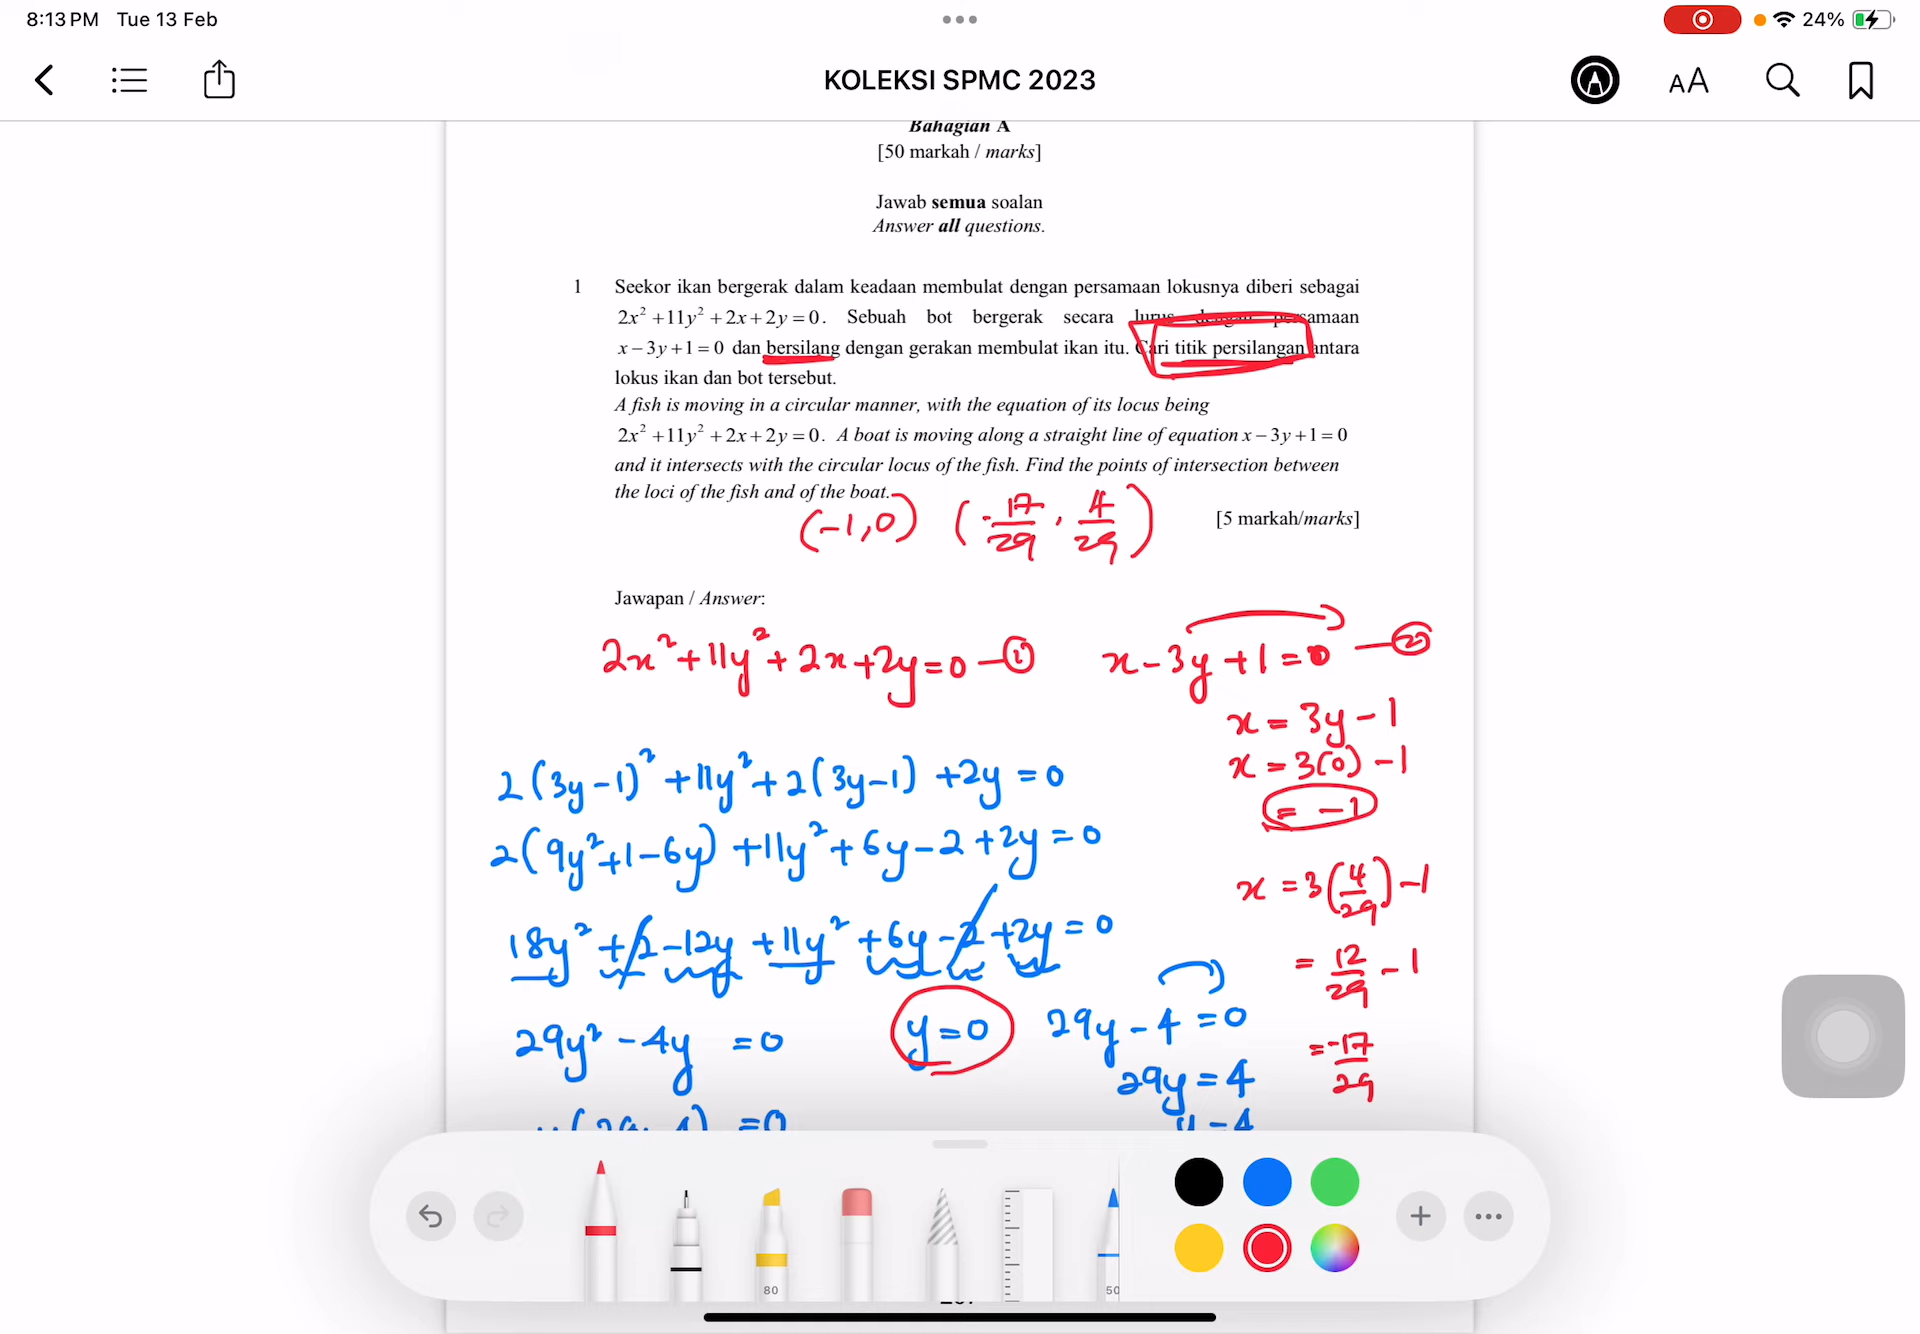 8:13 PM Tue 13 Feb
24%
KOLEKSI SPMC 2023
Bahagian A
[50 markah / marks]
Jawab semua soalan
Answer all questions.
1 Seekor ikan bergerak dalam keadaan membulat dengan persamaan lokusnya diberi sebagai
2x² + 11y² + 2x + 2y = 0. Sebuah bot bergerak secara lurus dengan persamaan
x − 3y + 1 = 0 dan bersilang dengan gerakan membulat ikan itu. Cari titik persilangan antara
lokus ikan dan bot tersebut.
A fish is moving in a circular manner, with the equation of its locus being
2x² + 11y² + 2x + 2y = 0. A boat is moving along a straight line of equation x − 3y + 1 = 0
and it intersects with the circular locus of the fish. Find the points of intersection between
the loci of the fish and of the boat.
(-1,0) (-17/29, 4/29)
[5 markah/marks]
Jawapan / Answer:
2x² + 11y² + 2x + 2y = 0 — ①
x - 3y + 1 = 0 — ②
x = 3y - 1
x = 3(0) - 1
= -1
2(3y-1)² + 11y² + 2(3y-1) + 2y = 0
2(9y² + 1 - 6y) + 11y² + 6y - 2 + 2y = 0
x = 3(4/29) - 1
18y² + 2 - 12y + 11y² + 6y - 2 + 2y = 0
= 12/29 - 1
29y² - 4y = 0
y = 0
29y - 4 = 0
= -17/29
29y = 4
= 0
80
50